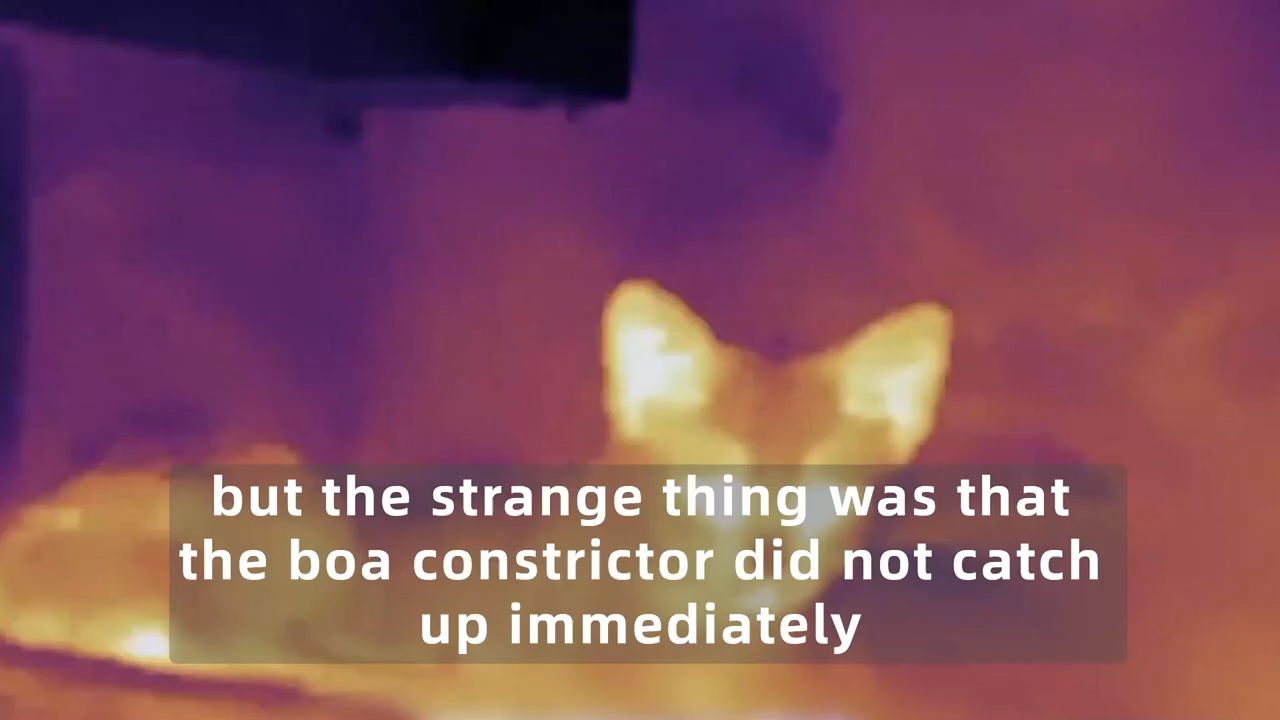 but the strange thing was that
the boa constrictor did not catch
up immediately